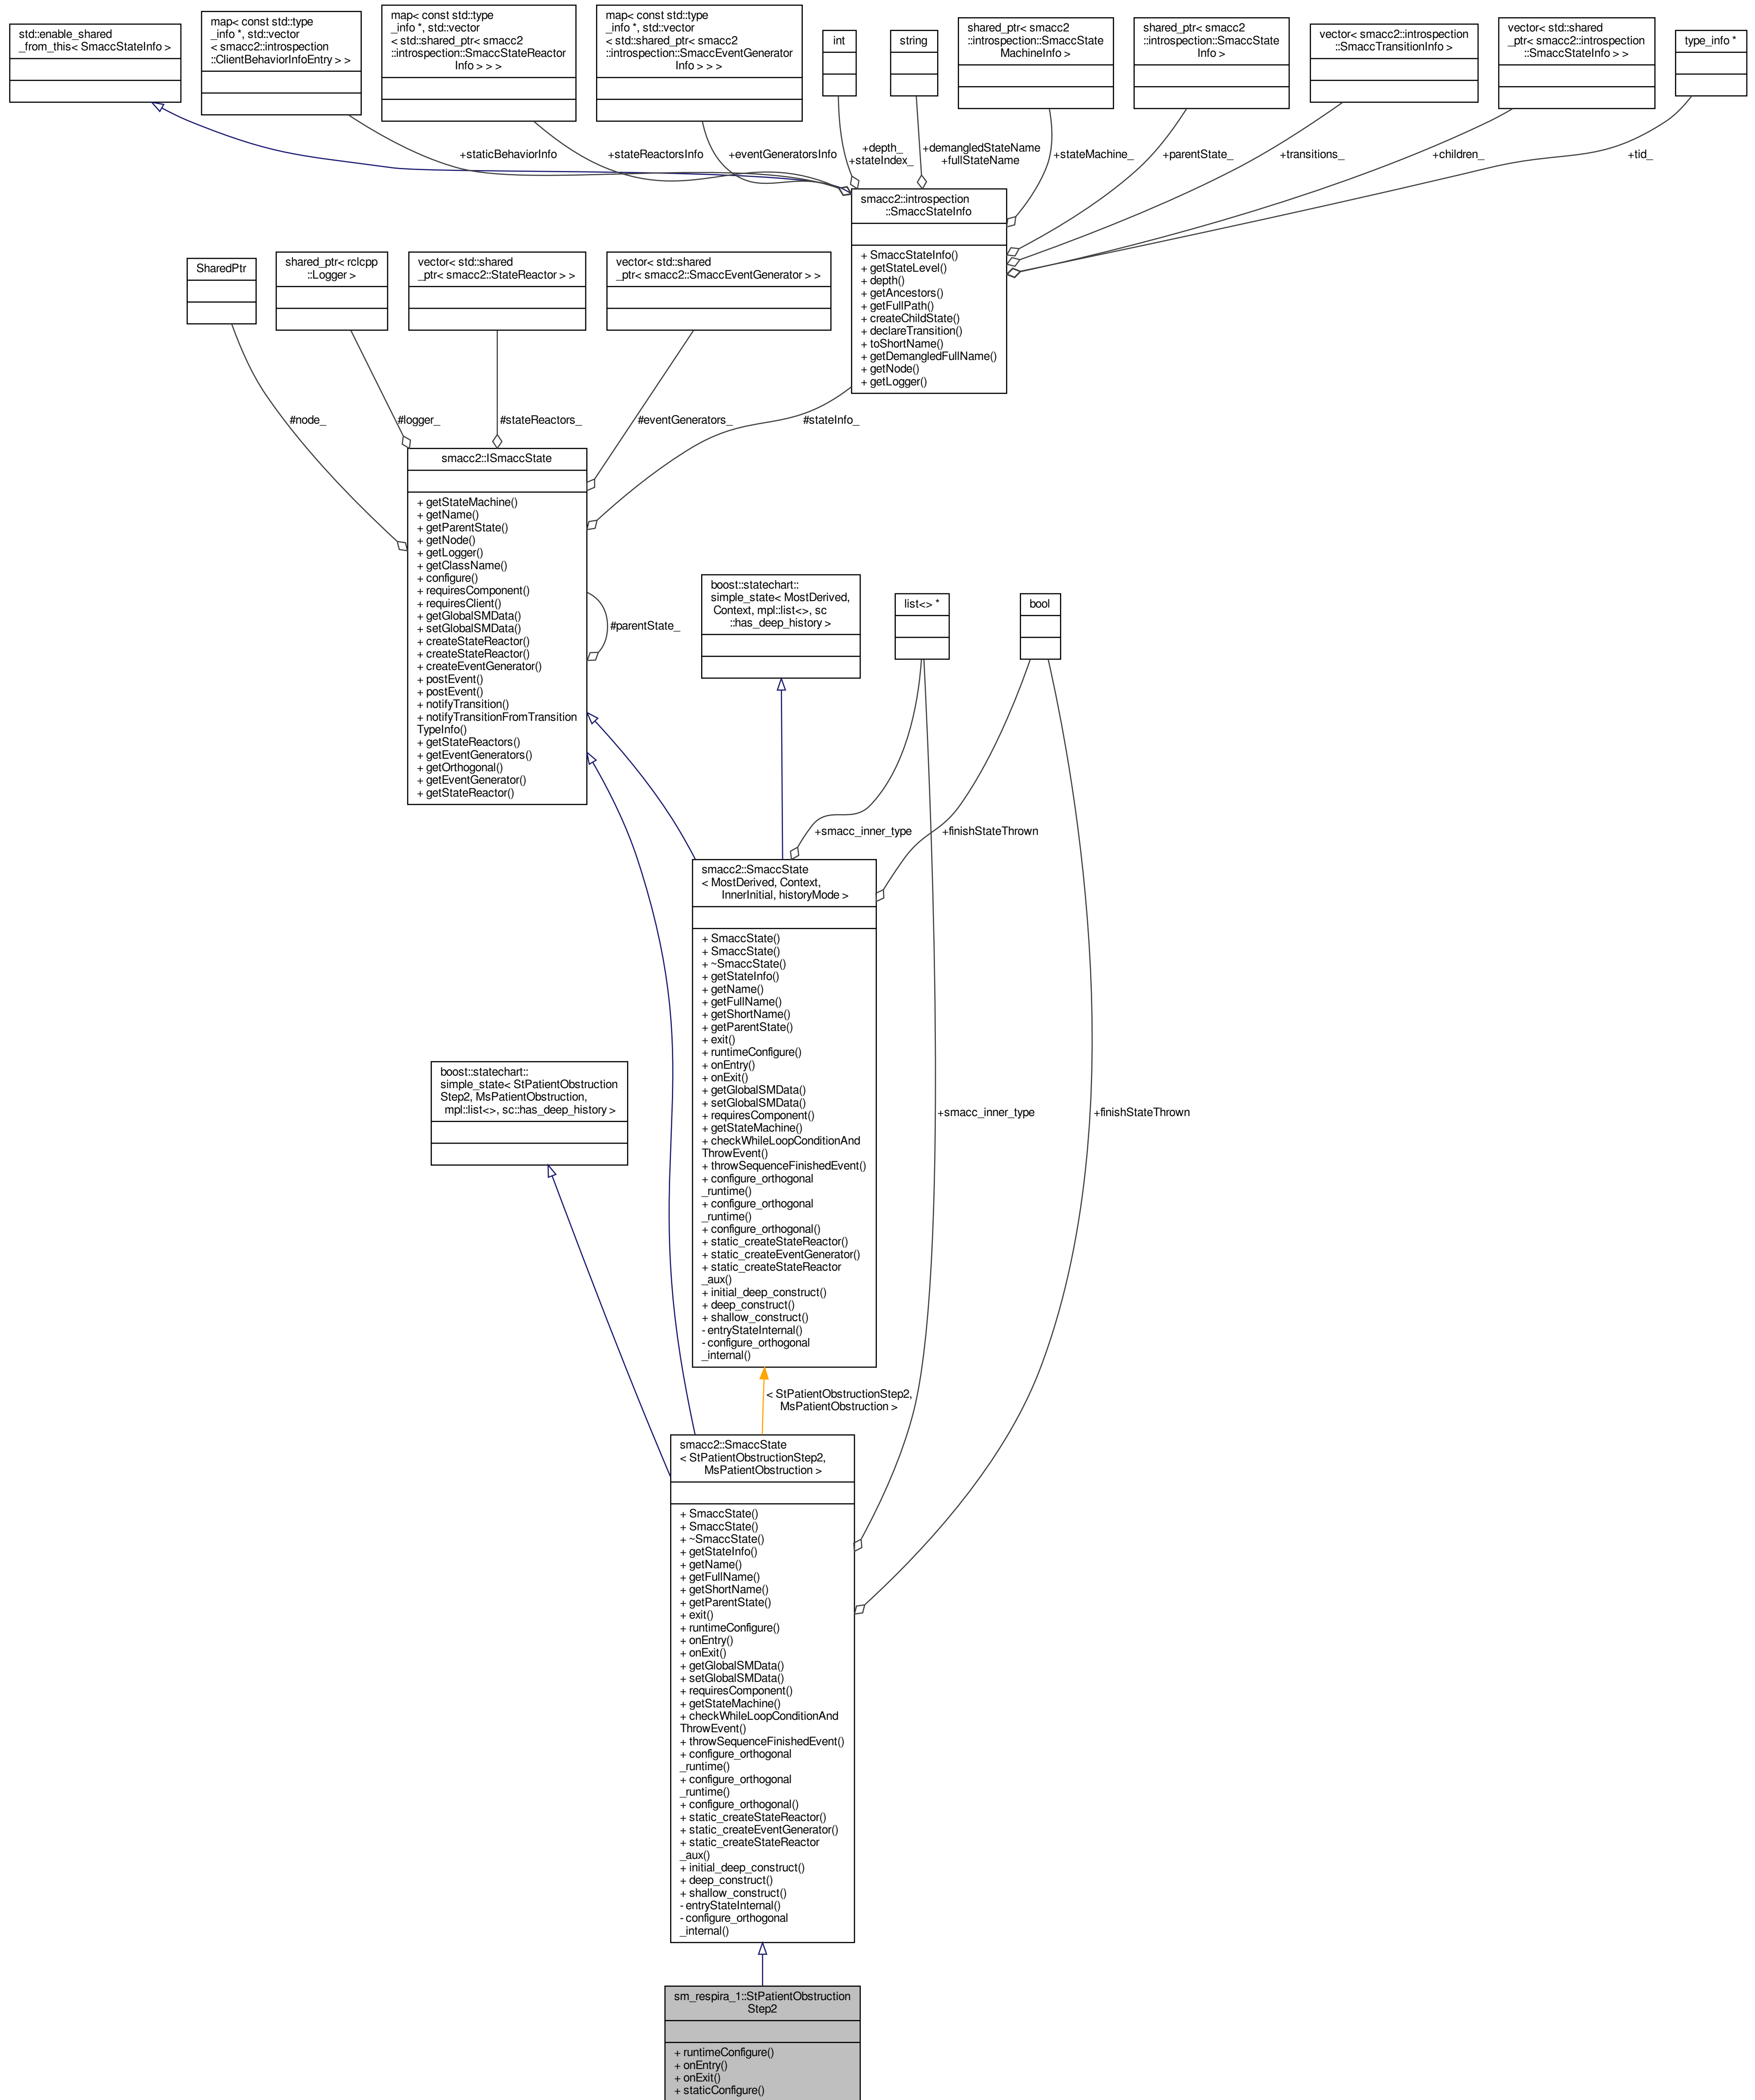 std::enable_shared
_from_this< SmaccStateInfo >
map< const std::type
_info *, std::vector
< smacc2::introspection
::ClientBehaviorInfoEntry > >
map< const std::type
_info *, std::vector
< std::shared_ptr< smacc2
::introspection::SmaccStateReactor
Info > > >
map< const std::type
_info *, std::vector
< std::shared_ptr< smacc2
::introspection::SmaccEventGenerator
Info > > >
int
string
shared_ptr< smacc2
::introspection::SmaccState
MachineInfo >
shared_ptr< smacc2
::introspection::SmaccState
Info >
vector< smacc2::introspection
::SmaccTransitionInfo >
vector< std::shared
_ptr< smacc2::introspection
::SmaccStateInfo > >
type_info *
+staticBehaviorInfo
+stateReactorsInfo
+eventGeneratorsInfo
+depth_
+stateIndex_
+demangledStateName
+fullStateName
+stateMachine_
+parentState_
+transitions_
+children_
+tid_
smacc2::introspection
::SmaccStateInfo
+ SmaccStateInfo()
+ getStateLevel()
+ depth()
+ getAncestors()
+ getFullPath()
+ createChildState()
+ declareTransition()
+ toShortName()
+ getDemangledFullName()
+ getNode()
+ getLogger()
SharedPtr
shared_ptr< rclcpp
::Logger >
vector< std::shared
_ptr< smacc2::StateReactor > >
vector< std::shared
_ptr< smacc2::SmaccEventGenerator > >
#node_
#logger_
#stateReactors_
#eventGenerators_
#stateInfo_
smacc2::ISmaccState
+ getStateMachine()
+ getName()
+ getParentState()
+ getNode()
+ getLogger()
+ getClassName()
+ configure()
+ requiresComponent()
+ requiresClient()
+ getGlobalSMData()
+ setGlobalSMData()
+ createStateReactor()
+ createStateReactor()
+ createEventGenerator()
+ postEvent()
+ postEvent()
+ notifyTransition()
+ notifyTransitionFromTransition
TypeInfo()
+ getStateReactors()
+ getEventGenerators()
+ getOrthogonal()
+ getEventGenerator()
+ getStateReactor()
#parentState_
boost::statechart::
simple_state< MostDerived,
Context, mpl::list<>, sc
::has_deep_history >
list<> *
bool
+smacc_inner_type
+finishStateThrown
smacc2::SmaccState
< MostDerived, Context,
InnerInitial, historyMode >
+ SmaccState()
+ SmaccState()
+ ~SmaccState()
+ getStateInfo()
+ getName()
+ getFullName()
+ getShortName()
+ getParentState()
+ exit()
+ runtimeConfigure()
+ onEntry()
+ onExit()
+ getGlobalSMData()
+ setGlobalSMData()
+ requiresComponent()
+ getStateMachine()
+ checkWhileLoopConditionAnd
ThrowEvent()
+ throwSequenceFinishedEvent()
+ configure_orthogonal
_runtime()
+ configure_orthogonal
_runtime()
+ configure_orthogonal()
+ static_createStateReactor()
+ static_createEventGenerator()
+ static_createStateReactor
_aux()
+ initial_deep_construct()
+ deep_construct()
+ shallow_construct()
- entryStateInternal()
- configure_orthogonal
_internal()
boost::statechart::
simple_state< StPatientObstruction
Step2, MsPatientObstruction,
mpl::list<>, sc::has_deep_history >
+smacc_inner_type
+finishStateThrown
< StPatientObstructionStep2,
MsPatientObstruction >
smacc2::SmaccState
< StPatientObstructionStep2,
MsPatientObstruction >
+ SmaccState()
+ SmaccState()
+ ~SmaccState()
+ getStateInfo()
+ getName()
+ getFullName()
+ getShortName()
+ getParentState()
+ exit()
+ runtimeConfigure()
+ onEntry()
+ onExit()
+ getGlobalSMData()
+ setGlobalSMData()
+ requiresComponent()
+ getStateMachine()
+ checkWhileLoopConditionAnd
ThrowEvent()
+ throwSequenceFinishedEvent()
+ configure_orthogonal
_runtime()
+ configure_orthogonal
_runtime()
+ configure_orthogonal()
+ static_createStateReactor()
+ static_createEventGenerator()
+ static_createStateReactor
_aux()
+ initial_deep_construct()
+ deep_construct()
+ shallow_construct()
- entryStateInternal()
- configure_orthogonal
_internal()
sm_respira_1::StPatientObstruction
Step2
+ runtimeConfigure()
+ onEntry()
+ onExit()
+ staticConfigure()